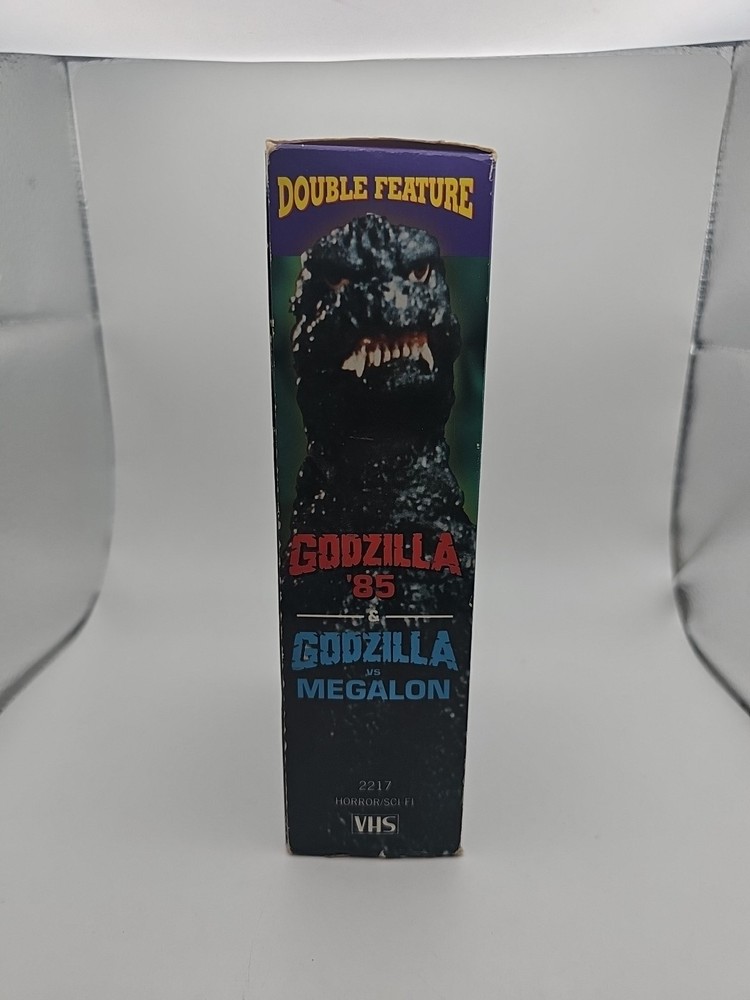 DOUBLE FEATURE
GODZILLA
'85
&
GODZILLA
VS
MEGALON
2217
HORROR/SCI FI
VHS